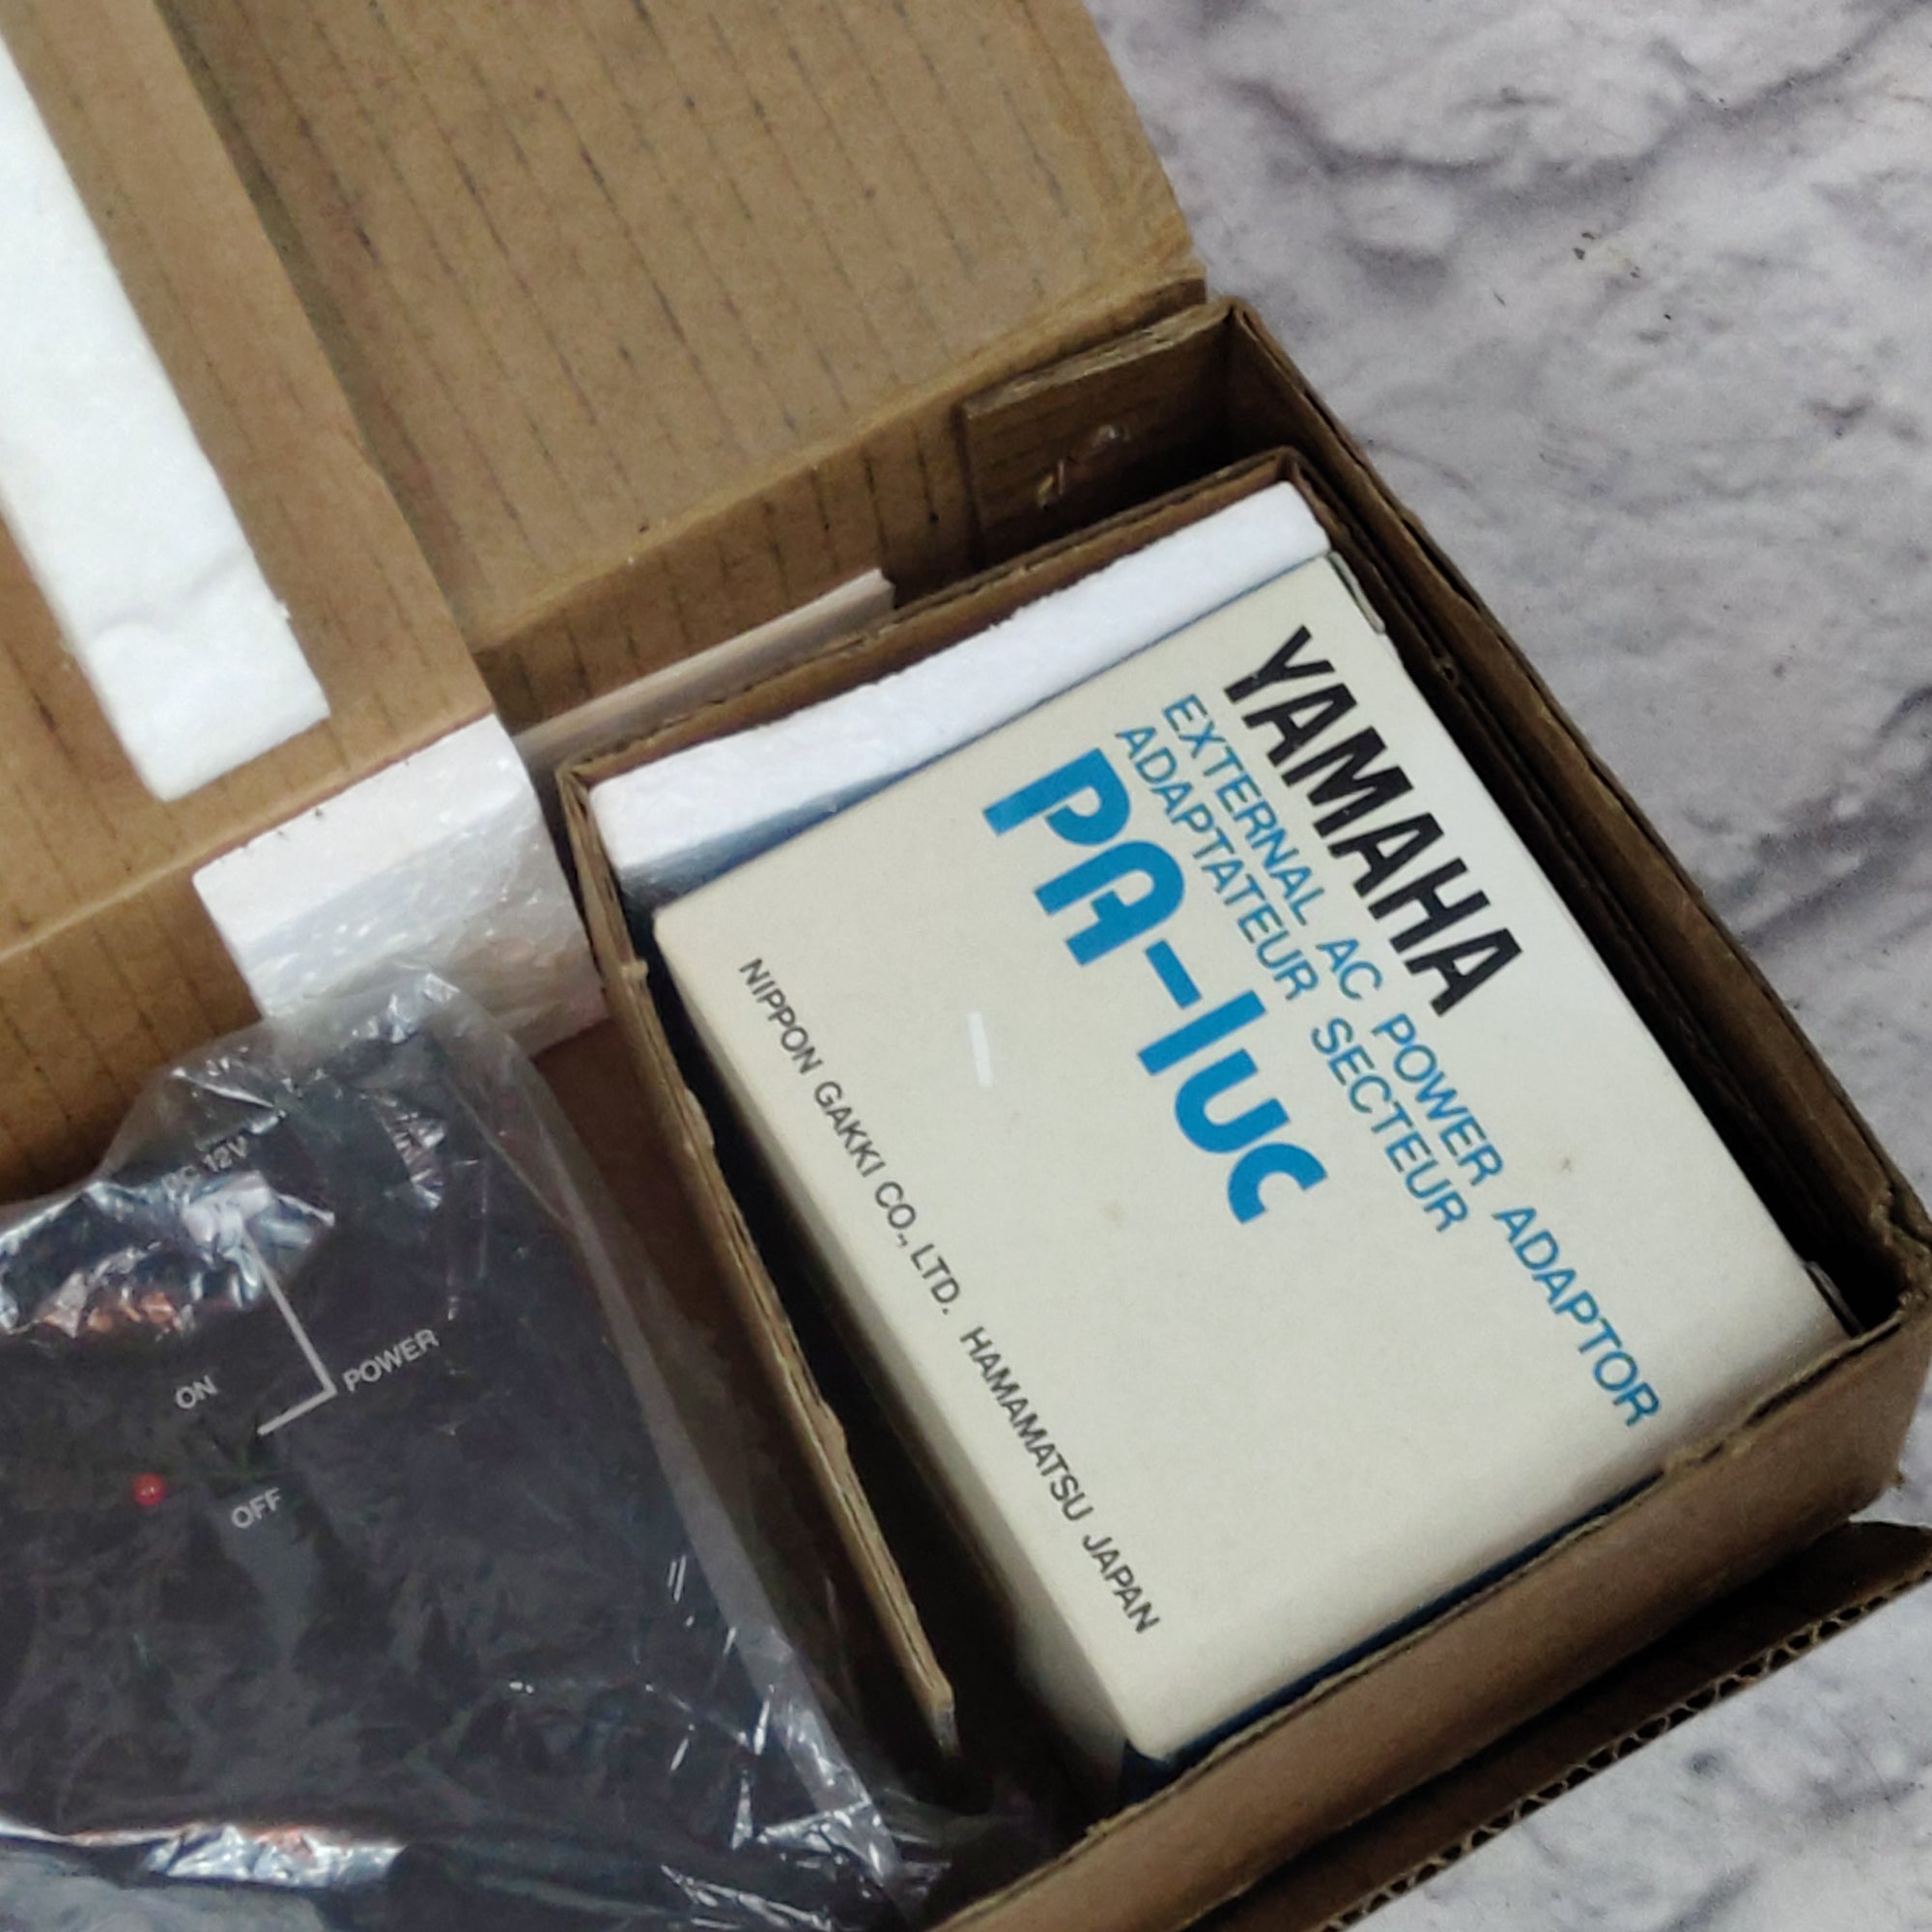 YAMAHA
EXTERNAL AC POWER ADAPTOR
ADAPTATEUR SECTEUR
PA-1UC
NIPPON GAKKI CO., LTD. HAMAMATSU JAPAN
12V
POWER
ON
OFF